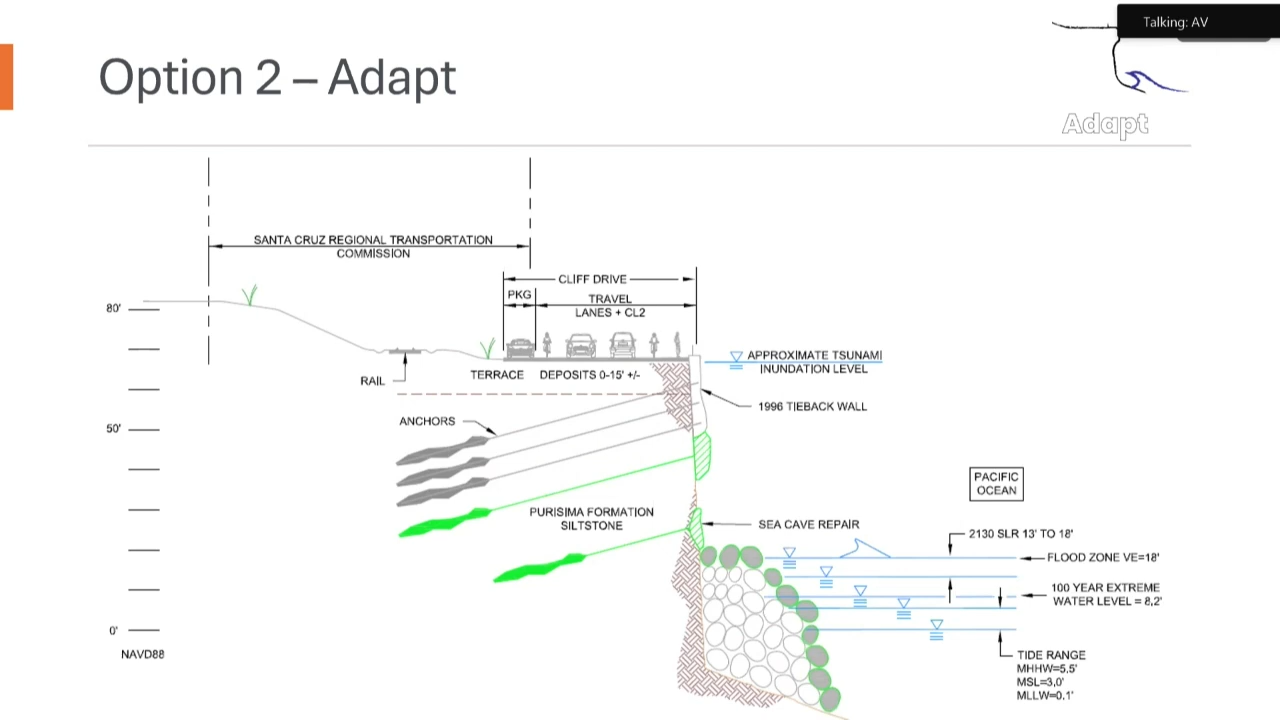 Talking: AV
Option 2 – Adapt
Adapt
SANTA CRUZ REGIONAL TRANSPORTATION
COMMISSION
CLIFF DRIVE
PKG
TRAVEL
LANES + CL2
80'
APPROXIMATE TSUNAMI
INUNDATION LEVEL
RAIL
TERRACE DEPOSITS 0-15' +/-
1996 TIEBACK WALL
ANCHORS
50'
PACIFIC
OCEAN
PURISIMA FORMATION
SILTSTONE
SEA CAVE REPAIR
2130 SLR 13' TO 18'
FLOOD ZONE VE=18'
100 YEAR EXTREME
WATER LEVEL = 8,2'
0'
NAVD88
TIDE RANGE
MHHW=5.5'
MSL=3,0'
MLLW=0.1'